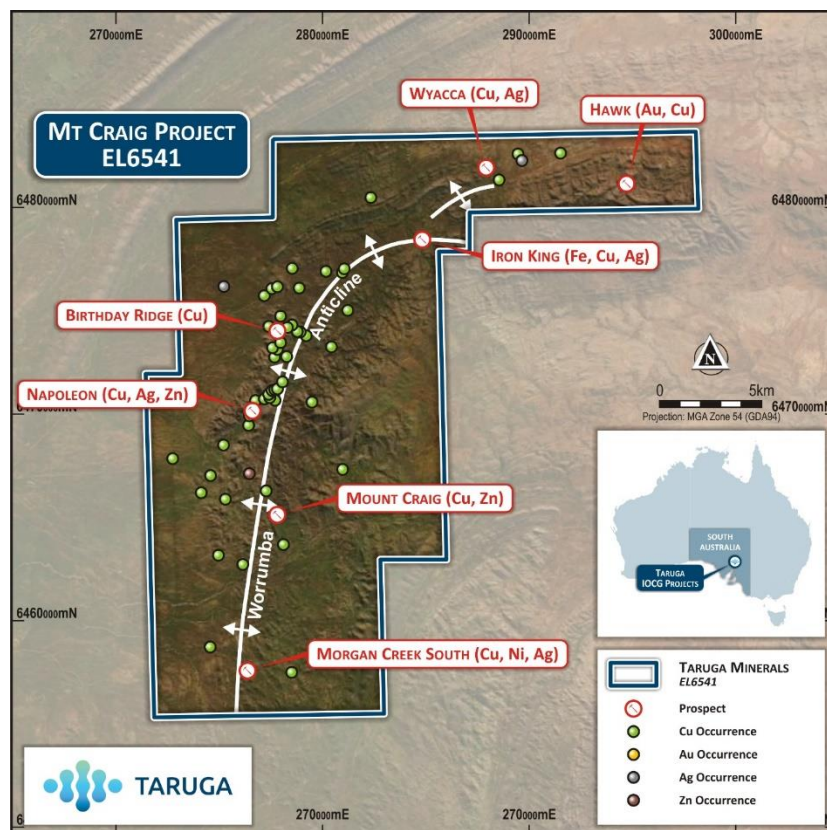 270000mE
280000mE
290000mE
300000mE
WYACCA (Cu, Ag)
HAWK (Au, Cu)
MT CRAIG PROJECT
EL6541
6480000mN
6480000mN
IRON KING (Fe, Cu, Ag)
Anticline
BIRTHDAY RIDGE (Cu)
N
0
5km
Projection: MGA Zone 54 (GDA94)
NAPOLEON (Cu, Ag, Zn)
6470000mN
6470000mN
MOUNT CRAIG (Cu, Zn)
SOUTH
AUSTRALIA
TARUGA
IOCG PROJECTS
Worrumba
6460000mN
6460000mN
MORGAN CREEK SOUTH (Cu, Ni, Ag)
TARUGA MINERALS
EL6541
Prospect
Cu Occurrence
Au Occurrence
Ag Occurrence
Zn Occurrence
TARUGA
270000mE
270000mE